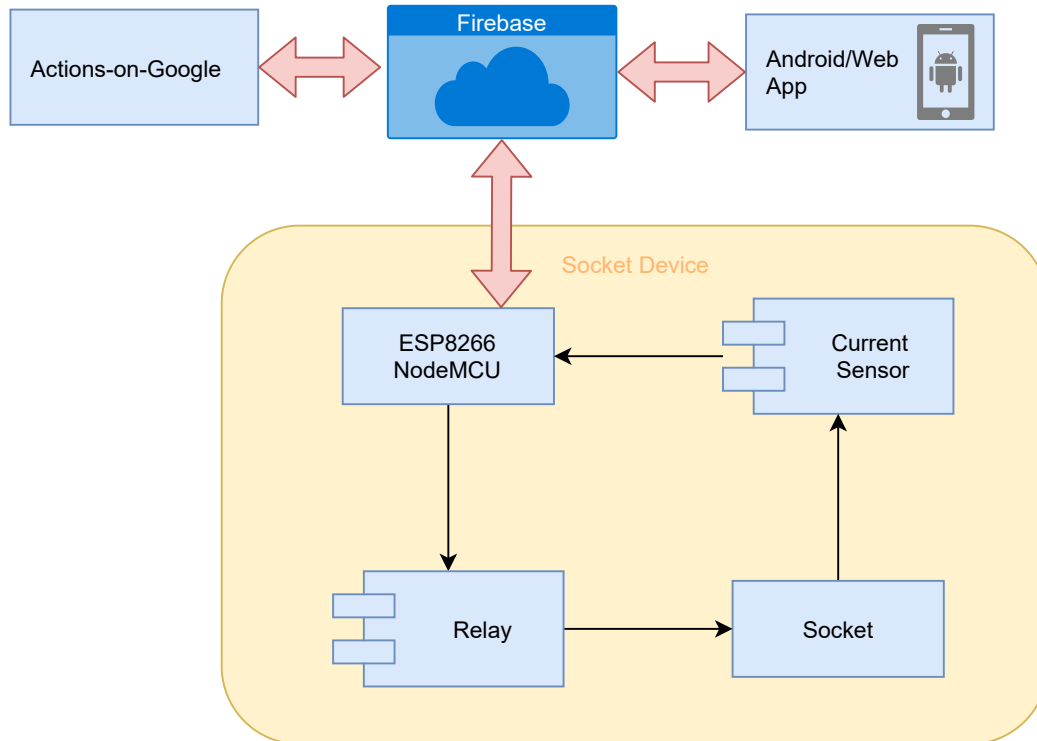 Firebase
Actions-on-Google
Android/Web
App
Socket Device
ESP8266
NodeMCU
Current
Sensor
Relay
Socket